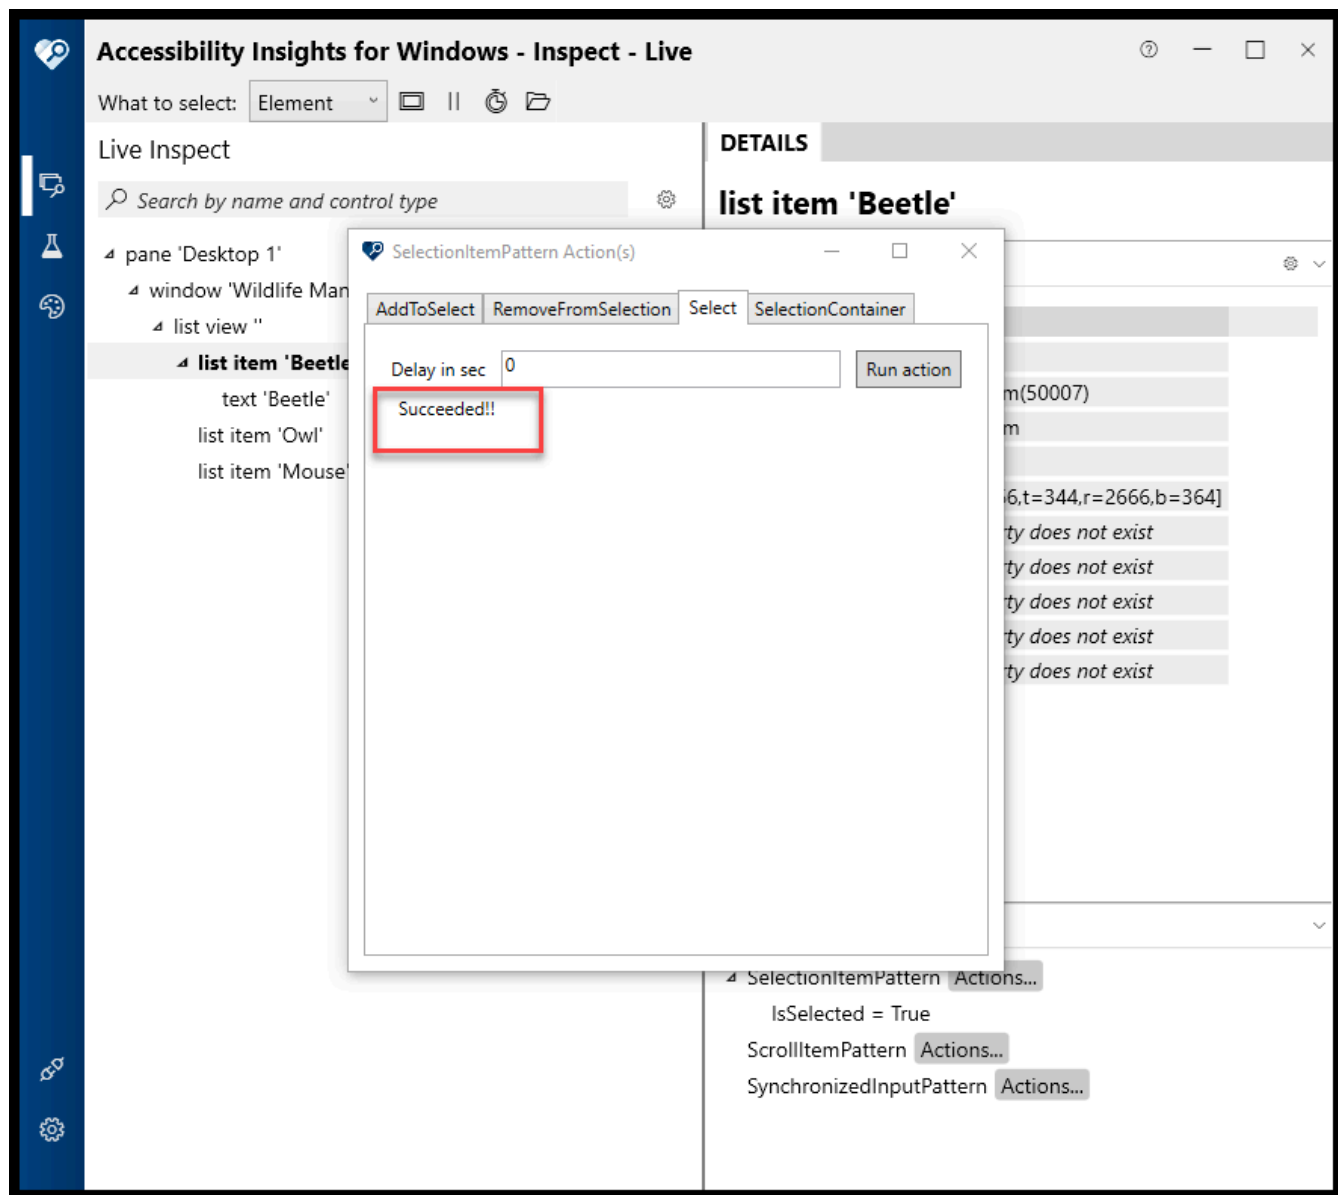 Accessibility Insights for Windows - Inspect - Live
What to select: Element
Live Inspect
Search by name and control type
pane 'Desktop 1'
window 'Wildlife Man
list view ''
list item 'Beetle
text 'Beetle'
list item 'Owl'
list item 'Mouse'
DETAILS
list item 'Beetle'
SelectionItemPattern Action(s)
AddToSelect RemoveFromSelection Select SelectionContainer
Delay in sec 0 Run action
Succeeded!!
m(50007)
m
6,t=344,r=2666,b=364]
ty does not exist
ty does not exist
ty does not exist
ty does not exist
ty does not exist
SelectionItemPattern Actions...
IsSelected = True
ScrollItemPattern Actions...
SynchronizedInputPattern Actions...